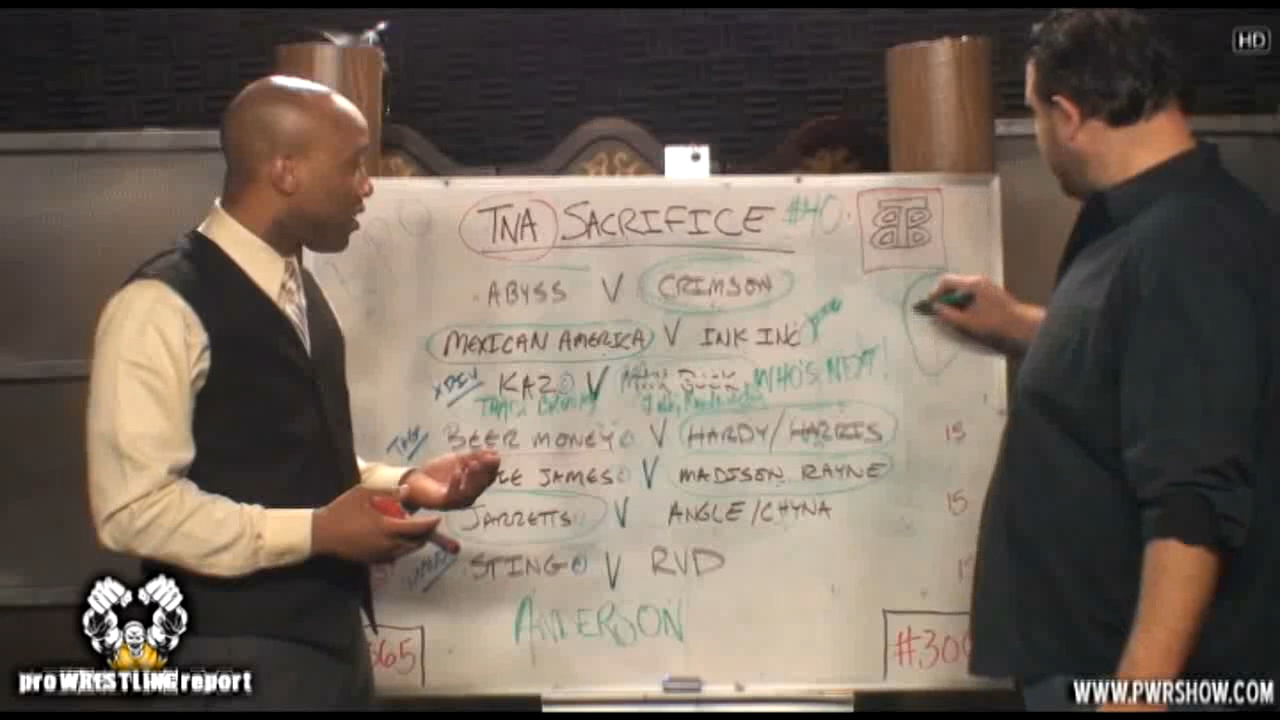 HD
TNA SACRIFICE #40
ABYSS V CRIMSON
MEXICAN AMERICA V INK INC
KAZ V WHO'S NEXT!
BEER MONEY V HARDY/HARRIS 15
JAMES V MADISON RAYNE
JARRETTS V ANGLE/CHYNA 15
STING V RVD
ANDERSON
#300
pro WRESTLING report
WWW.PWRSHOW.COM